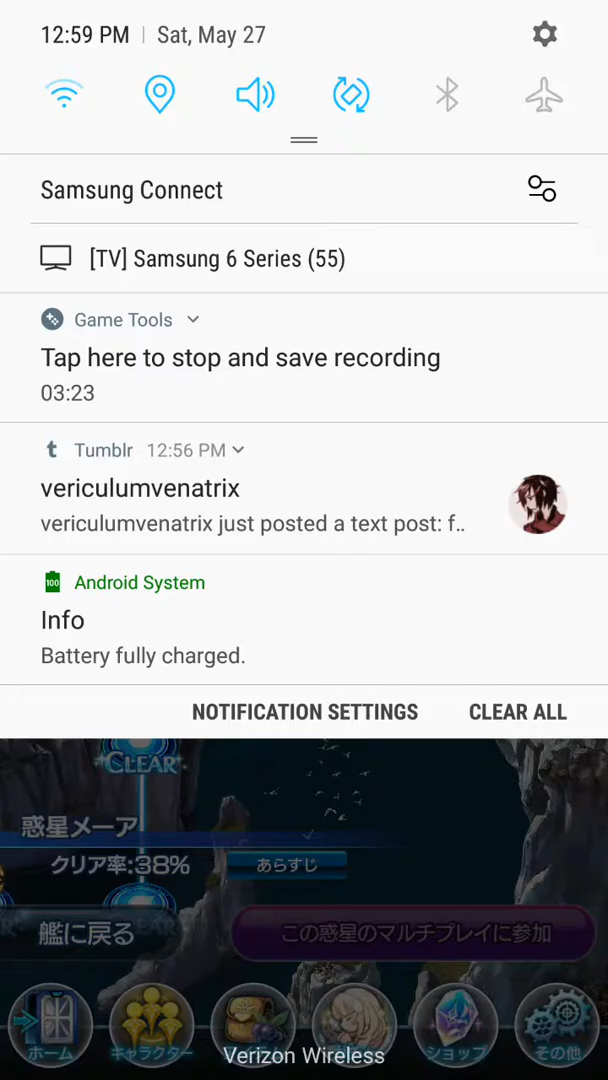 12:59 PM | Sat, May 27
Samsung Connect
[TV] Samsung 6 Series (55)
Game Tools
Tap here to stop and save recording
03:23
Tumblr 12:56 PM
vericulumvenatrix
vericulumvenatrix just posted a text post: f..
100 Android System
Info
Battery fully charged.
NOTIFICATION SETTINGS CLEAR ALL
CLEAR
惑星メーア
クリア率:38% あらすじ
艦に戻る この惑星のマルチプレイに参加
ホーム キャラクター ショップ その他
Verizon Wireless